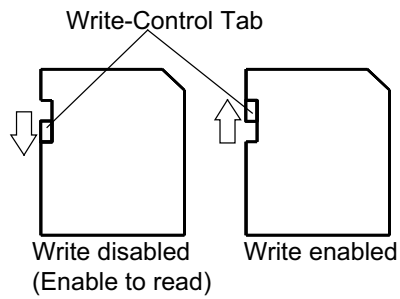 Write-Control Tab
Write disabled
(Enable to read)
Write enabled